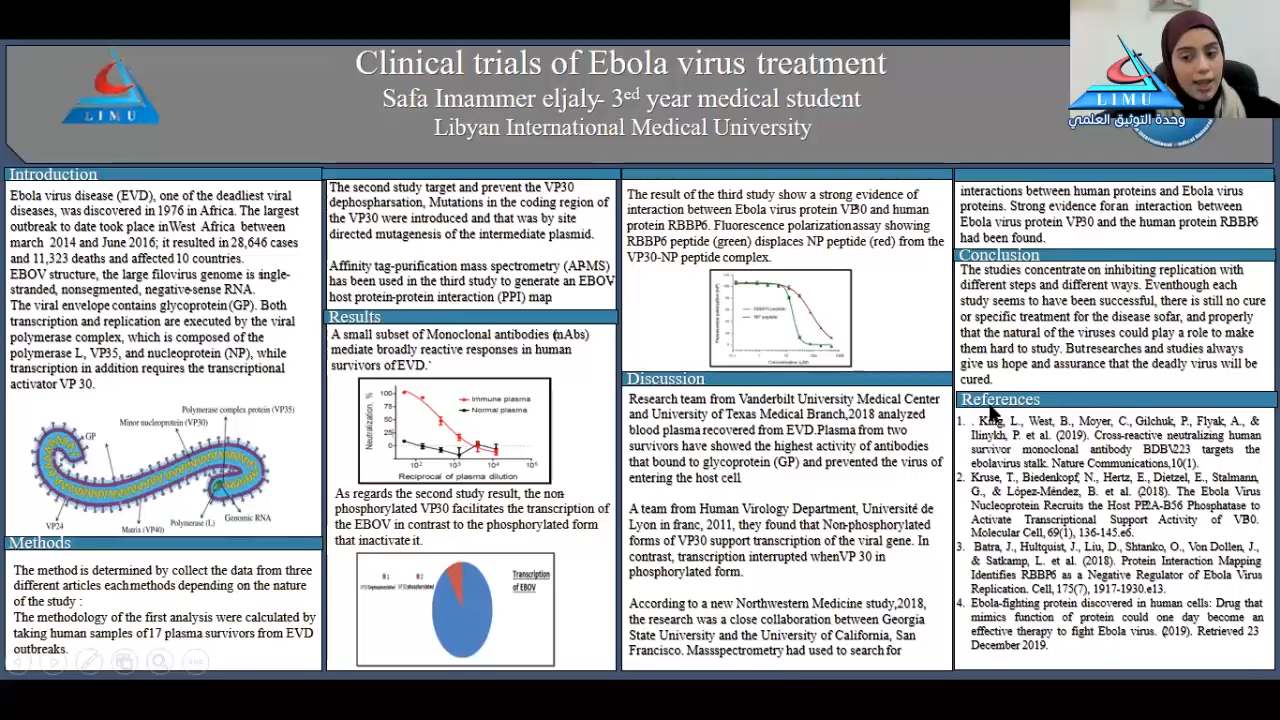 Clinical trials of Ebola virus treatment
Safa Imammer eljaly- 3ed year medical student
Libyan International Medical University
LIMU
LIMU
وحدة التوثيق العلمي
Introduction
Ebola virus disease (EVD), one of the deadliest viral
diseases, was discovered in 1976 in Africa. The largest
outbreak to date took place in West Africa between
march 2014 and June 2016; it resulted in 28,646 cases
and 11,323 deaths and affected 10 countries.
EBOV structure, the large filovirus genome is single-
stranded, nonsegmented, negative-sense RNA.
The viral envelope contains glycoprotein (GP). Both
transcription and replication are executed by the viral
polymerase complex, which is composed of the
polymerase L, VP35, and nucleoprotein (NP), while
transcription in addition requires the transcriptional
activator VP 30.
Polymerase complex protein (VP35)
Minor nucleoprotein (VP30)
GP
VP24
Matrix (VP40)
Polymerase (L)
Genomic RNA
Methods
The method is determined by collect the data from three
different articles each methods depending on the nature
of the study :
The methodology of the first analysis were calculated by
taking human samples of 17 plasma survivors from EVD
outbreaks.
The second study target and prevent the VP30
dephosparsation, Mutations in the coding region of
the VP30 were introduced and that was by site
directed mutagenesis of the intermediate plasmid.
Affinity tag-purification mass spectrometry (AP-MS)
has been used in the third study to generate an EBOV
host protein-protein interaction (PPI) map
Results
A small subset of Monoclonal antibodies (mAbs)
mediate broadly reactive responses in human
survivors of EVD.`
Neutralization, %
100
75
50
25
0
Immune plasma
Normal plasma
10² 10³ 10⁴ 10⁵
Reciprocal of plasma dilution
As regards the second study result, the non-
phosphorylated VP30 facilitates the transcription of
the EBOV in contrast to the phosphorylated form
that inactivate it.
1 2
Transcription
of EBOV
The result of the third study show a strong evidence of
interaction between Ebola virus protein VP30 and human
protein RBBP6. Fluorescence polarization assay showing
RBBP6 peptide (green) displaces NP peptide (red) from the
VP30-NP peptide complex.
RBBP6 peptide
NP peptide
Discussion
Research team from Vanderbilt University Medical Center
and University of Texas Medical Branch,2018 analyzed
blood plasma recovered from EVD.Plasma from two
survivors have showed the highest activity of antibodies
that bound to glycoprotein (GP) and prevented the virus of
entering the host cell
A team from Human Virology Department, Université de
Lyon in franc, 2011, they found that Non-phosphorylated
forms of VP30 support transcription of the viral gene. In
contrast, transcription interrupted when VP 30 in
phosphorylated form.
According to a new Northwestern Medicine study,2018,
the research was a close collaboration between Georgia
State University and the University of California, San
Francisco. Massspectrometry had used to search for
interactions between human proteins and Ebola virus
proteins. Strong evidence for an interaction between
Ebola virus protein VP30 and the human protein RBBP6
had been found.
Conclusion
The studies concentrate on inhibiting replication with
different steps and different ways. Eventhough each
study seems to have been successful, there is still no cure
or specific treatment for the disease sofar, and properly
that the natural of the viruses could play a role to make
them hard to study. But researches and studies always
give us hope and assurance that the deadly virus will be
cured.
References
1. . King, L., West, B., Moyer, C., Gilchuk, P., Flyak, A., &
Ilinykh, P. et al. (2019). Cross-reactive neutralizing human
survivor monoclonal antibody BDBV223 targets the
ebolavirus stalk. Nature Communications,10(1).
2. Kruse, T., Biedenkopf, N., Hertz, E., Dietzel, E., Stalmann,
G., & López-Méndez, B. et al. (2018). The Ebola Virus
Nucleoprotein Recruits the Host PP2A-B56 Phosphatase to
Activate Transcriptional Support Activity of VP30.
Molecular Cell, 69(1), 136-145.e6.
3. Batra, J., Hultquist, J., Liu, D., Shtanko, O., Von Dollen, J.,
& Satkamp, L. et al. (2018). Protein Interaction Mapping
Identifies RBBP6 as a Negative Regulator of Ebola Virus
Replication. Cell, 175(7), 1917-1930.e13.
4. Ebola-fighting protein discovered in human cells: Drug that
mimics function of protein could one day become an
effective therapy to fight Ebola virus. (2019). Retrieved 23
December 2019.